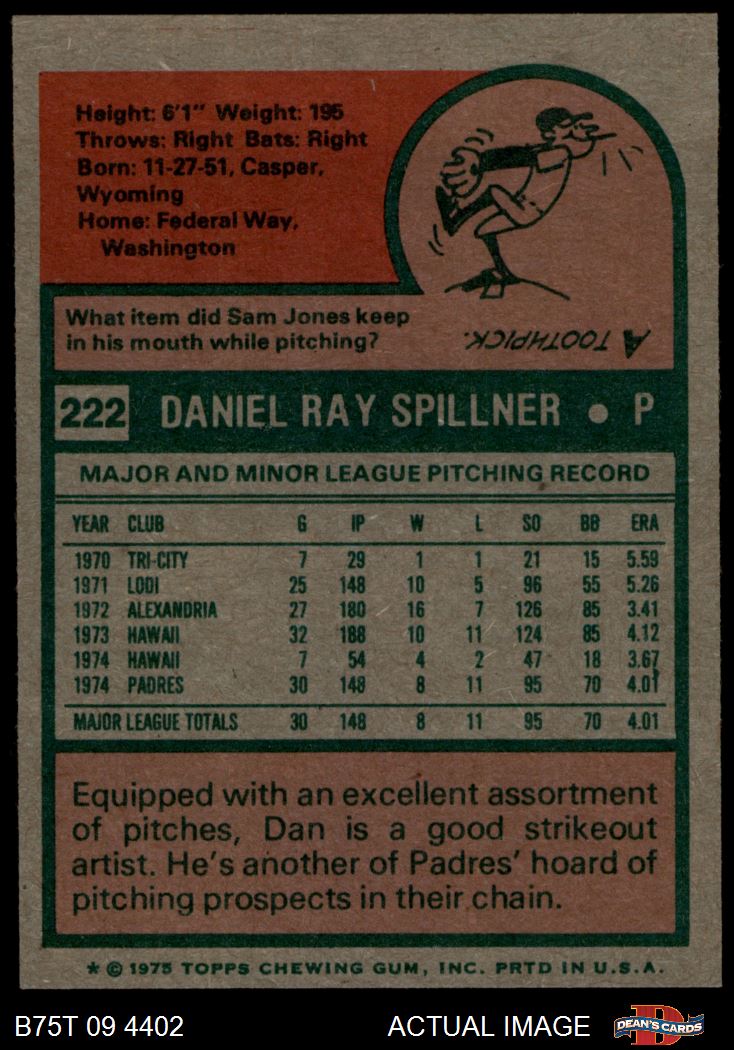 Height: 6'1" Weight: 195
Throws: Right Bats: Right
Born: 11-27-51, Casper,
Wyoming
Home: Federal Way,
Washington
What item did Sam Jones keep
in his mouth while pitching?
A TOOTHPICK.
222 DANIEL RAY SPILLNER • P
MAJOR AND MINOR LEAGUE PITCHING RECORD
YEAR CLUB G IP W L SO BB ERA
1970 TRI-CITY 7 29 1 1 21 15 5.59
1971 LODI 25 148 10 5 96 55 5.26
1972 ALEXANDRIA 27 180 16 7 126 85 3.41
1973 HAWAII 32 188 10 11 124 85 4.12
1974 HAWAII 7 54 4 2 47 18 3.67
1974 PADRES 30 148 8 11 95 70 4.01
MAJOR LEAGUE TOTALS 30 148 8 11 95 70 4.01
Equipped with an excellent assortment
of pitches, Dan is a good strikeout
artist. He's another of Padres' hoard of
pitching prospects in their chain.
* © 1975 TOPPS CHEWING GUM, INC. PRTD IN U.S.A.
B75T 09 4402 ACTUAL IMAGE D DEAN'S CARDS